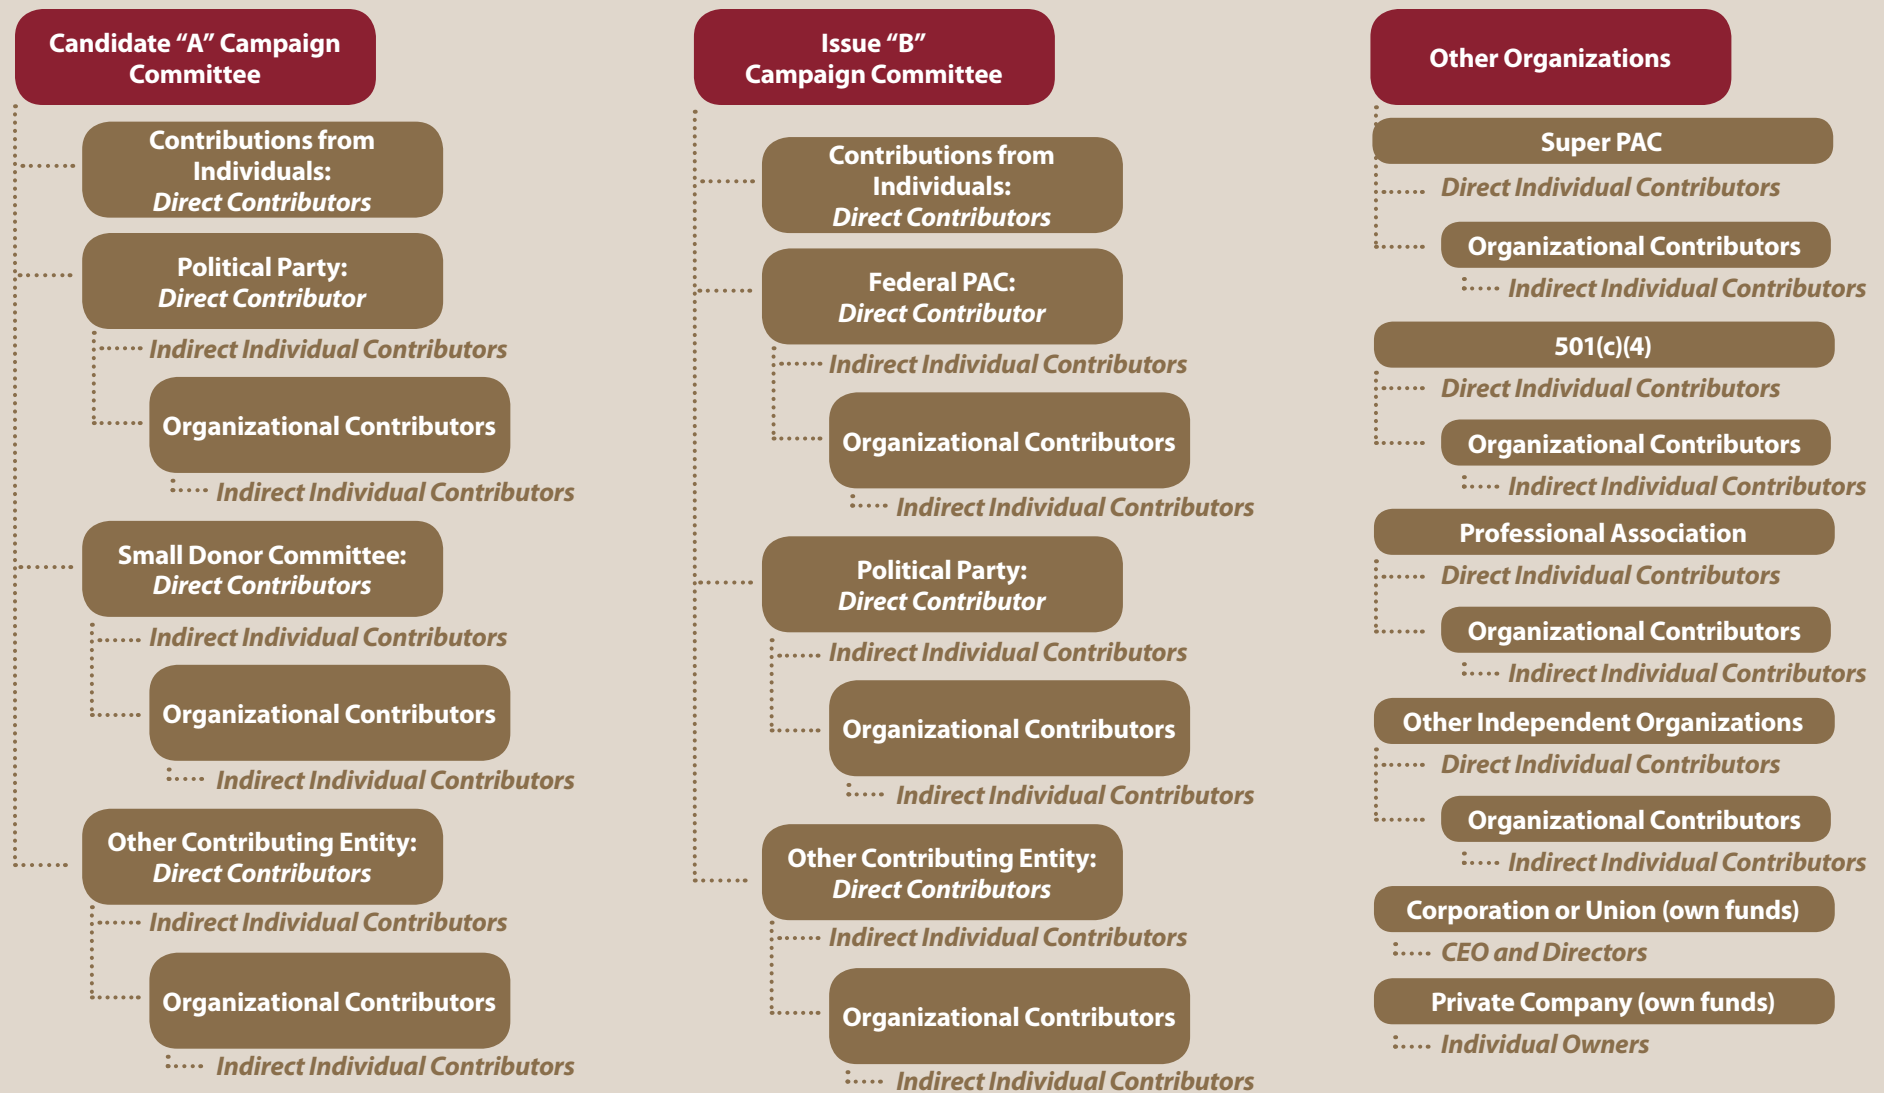 Candidate “A” Campaign
Committee
Contributions from
Individuals:
Direct Contributors
Political Party:
Direct Contributor
Indirect Individual Contributors
Organizational Contributors
Indirect Individual Contributors
Small Donor Committee:
Direct Contributors
Indirect Individual Contributors
Organizational Contributors
Indirect Individual Contributors
Other Contributing Entity:
Direct Contributors
Indirect Individual Contributors
Organizational Contributors
Indirect Individual Contributors
Issue “B”
Campaign Committee
Contributions from
Individuals:
Direct Contributors
Federal PAC:
Direct Contributor
Indirect Individual Contributors
Organizational Contributors
Indirect Individual Contributors
Political Party:
Direct Contributor
Indirect Individual Contributors
Organizational Contributors
Indirect Individual Contributors
Other Contributing Entity:
Direct Contributors
Indirect Individual Contributors
Organizational Contributors
Indirect Individual Contributors
Other Organizations
Super PAC
Direct Individual Contributors
Organizational Contributors
Indirect Individual Contributors
501(c)(4)
Direct Individual Contributors
Organizational Contributors
Indirect Individual Contributors
Professional Association
Direct Individual Contributors
Organizational Contributors
Indirect Individual Contributors
Other Independent Organizations
Direct Individual Contributors
Organizational Contributors
Indirect Individual Contributors
Corporation or Union (own funds)
CEO and Directors
Private Company (own funds)
Individual Owners